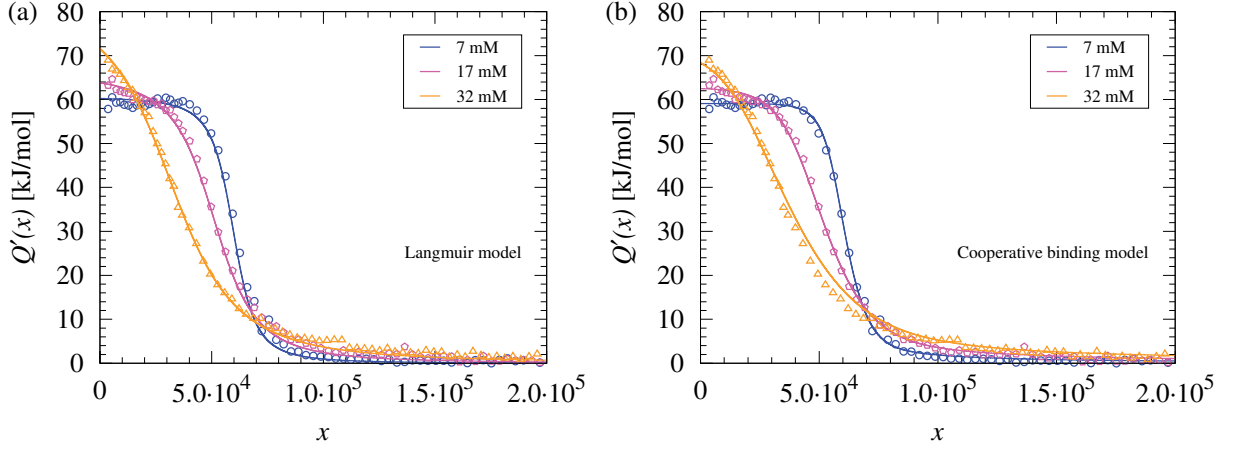 (a)
80
70
60
50
40
30
20
10
0
Q′(x) [kJ/mol]
7 mM
17 mM
32 mM
Langmuir model
0
5.0·10⁴
1.0·10⁵
1.5·10⁵
2.0·10⁵
x
(b)
80
70
60
50
40
30
20
10
0
Q′(x) [kJ/mol]
7 mM
17 mM
32 mM
Cooperative binding model
0
5.0·10⁴
1.0·10⁵
1.5·10⁵
2.0·10⁵
x